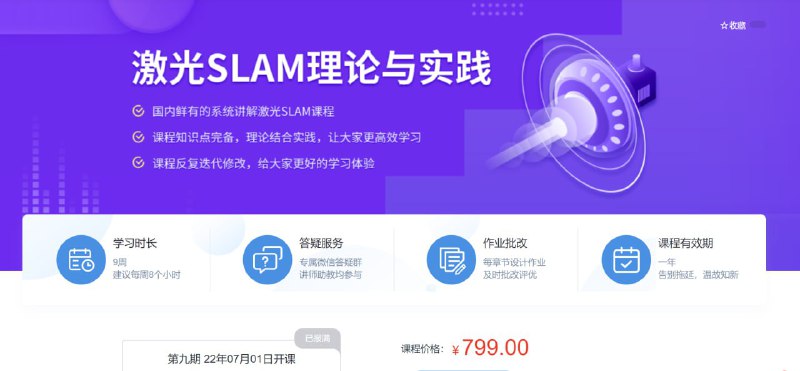 ☆收藏
激光SLAM理论与实践
国内鲜有的系统讲解激光SLAM课程
课程知识点完备，理论结合实践，让大家更高效学习
课程反复迭代修改，给大家更好的学习体验
学习时长
9周
建议每周8个小时
答疑服务
专属微信答疑群
讲师助教均参与
作业批改
每章节设计作业
及时批改评优
课程有效期
一年
告别拖延，温故知新
已报满
第九期 22年07月01日开课
课程价格： ¥ 799.00